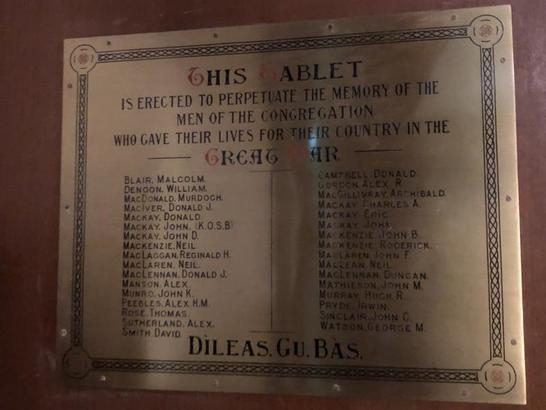 THIS TABLET
IS ERECTED TO PERPETUATE THE MEMORY OF THE
MEN OF THE CONGREGATION
WHO GAVE THEIR LIVES FOR THEIR COUNTRY IN THE
GREAT WAR
BLAIR, MALCOLM.
DENOON, WILLIAM.
MACDONALD, MURDOCH.
MACIVER, DONALD J.
MACKAY, DONALD.
MACKAY, JOHN, (K.O.S.B)
MACKAY, JOHN D.
MACKENZIE, NEIL.
MACLAGGAN, REGINALD H.
MACLAREN, NEIL.
MACLENNAN, DONALD J.
MANSON, ALEX.
MUNRO, JOHN K.
PEEBLES, ALEX. H.M.
ROSE, THOMAS.
SUTHERLAND, ALEX.
SMITH DAVID.
CAMPBELL, DONALD.
GORDON, ALEX. R.
MACGILLIVRAY, ARCHIBALD.
MACKAY, CHARLES A.
MACKAY, ERIC.
MACKAY, JOHN.
MACKENZIE, JOHN B.
MACKENZIE, RODERICK.
MACLAREN, JOHN F.
MACLEAN, NEIL.
MACLENNAN, DUNCAN.
MATHIESON, JOHN M.
MURRAY, HUGH R.
PRYDE, IRWIN.
SINCLAIR, JOHN C.
WATSON, GEORGE M.
DÌLEAS. GU. BÀS.